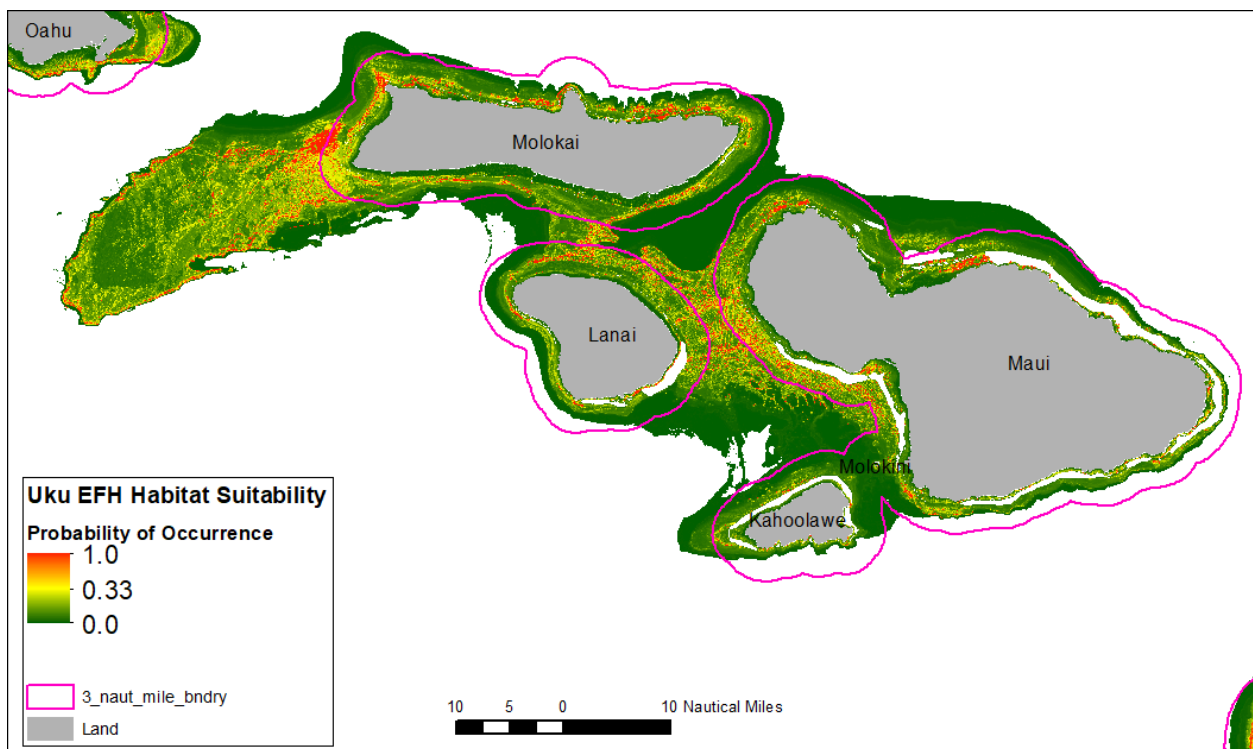 Oahu
Molokai
Lanai
Maui
Molokini
Kahoolawe
Uku EFH Habitat Suitability
Probability of Occurrence
1.0
0.33
0.0
3_naut_mile_bndry
Land
10 5 0 10 Nautical Miles